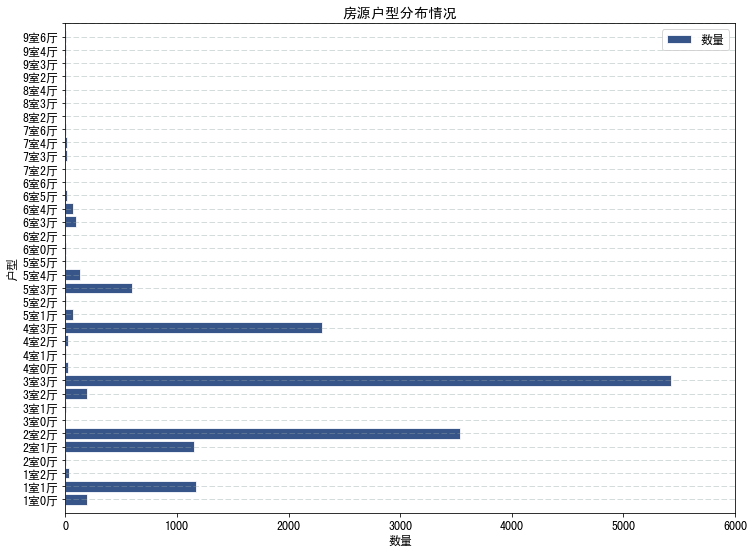 房源户型分布情况
数量
户型
9室6厅
9室4厅
9室3厅
9室2厅
8室4厅
8室3厅
8室2厅
7室6厅
7室4厅
7室3厅
7室2厅
6室6厅
6室5厅
6室4厅
6室3厅
6室2厅
6室0厅
5室5厅
5室4厅
5室3厅
5室2厅
5室1厅
4室3厅
4室2厅
4室1厅
4室0厅
3室3厅
3室2厅
3室1厅
3室0厅
2室2厅
2室1厅
2室0厅
1室2厅
1室1厅
1室0厅
0 1000 2000 3000 4000 5000 6000
数量